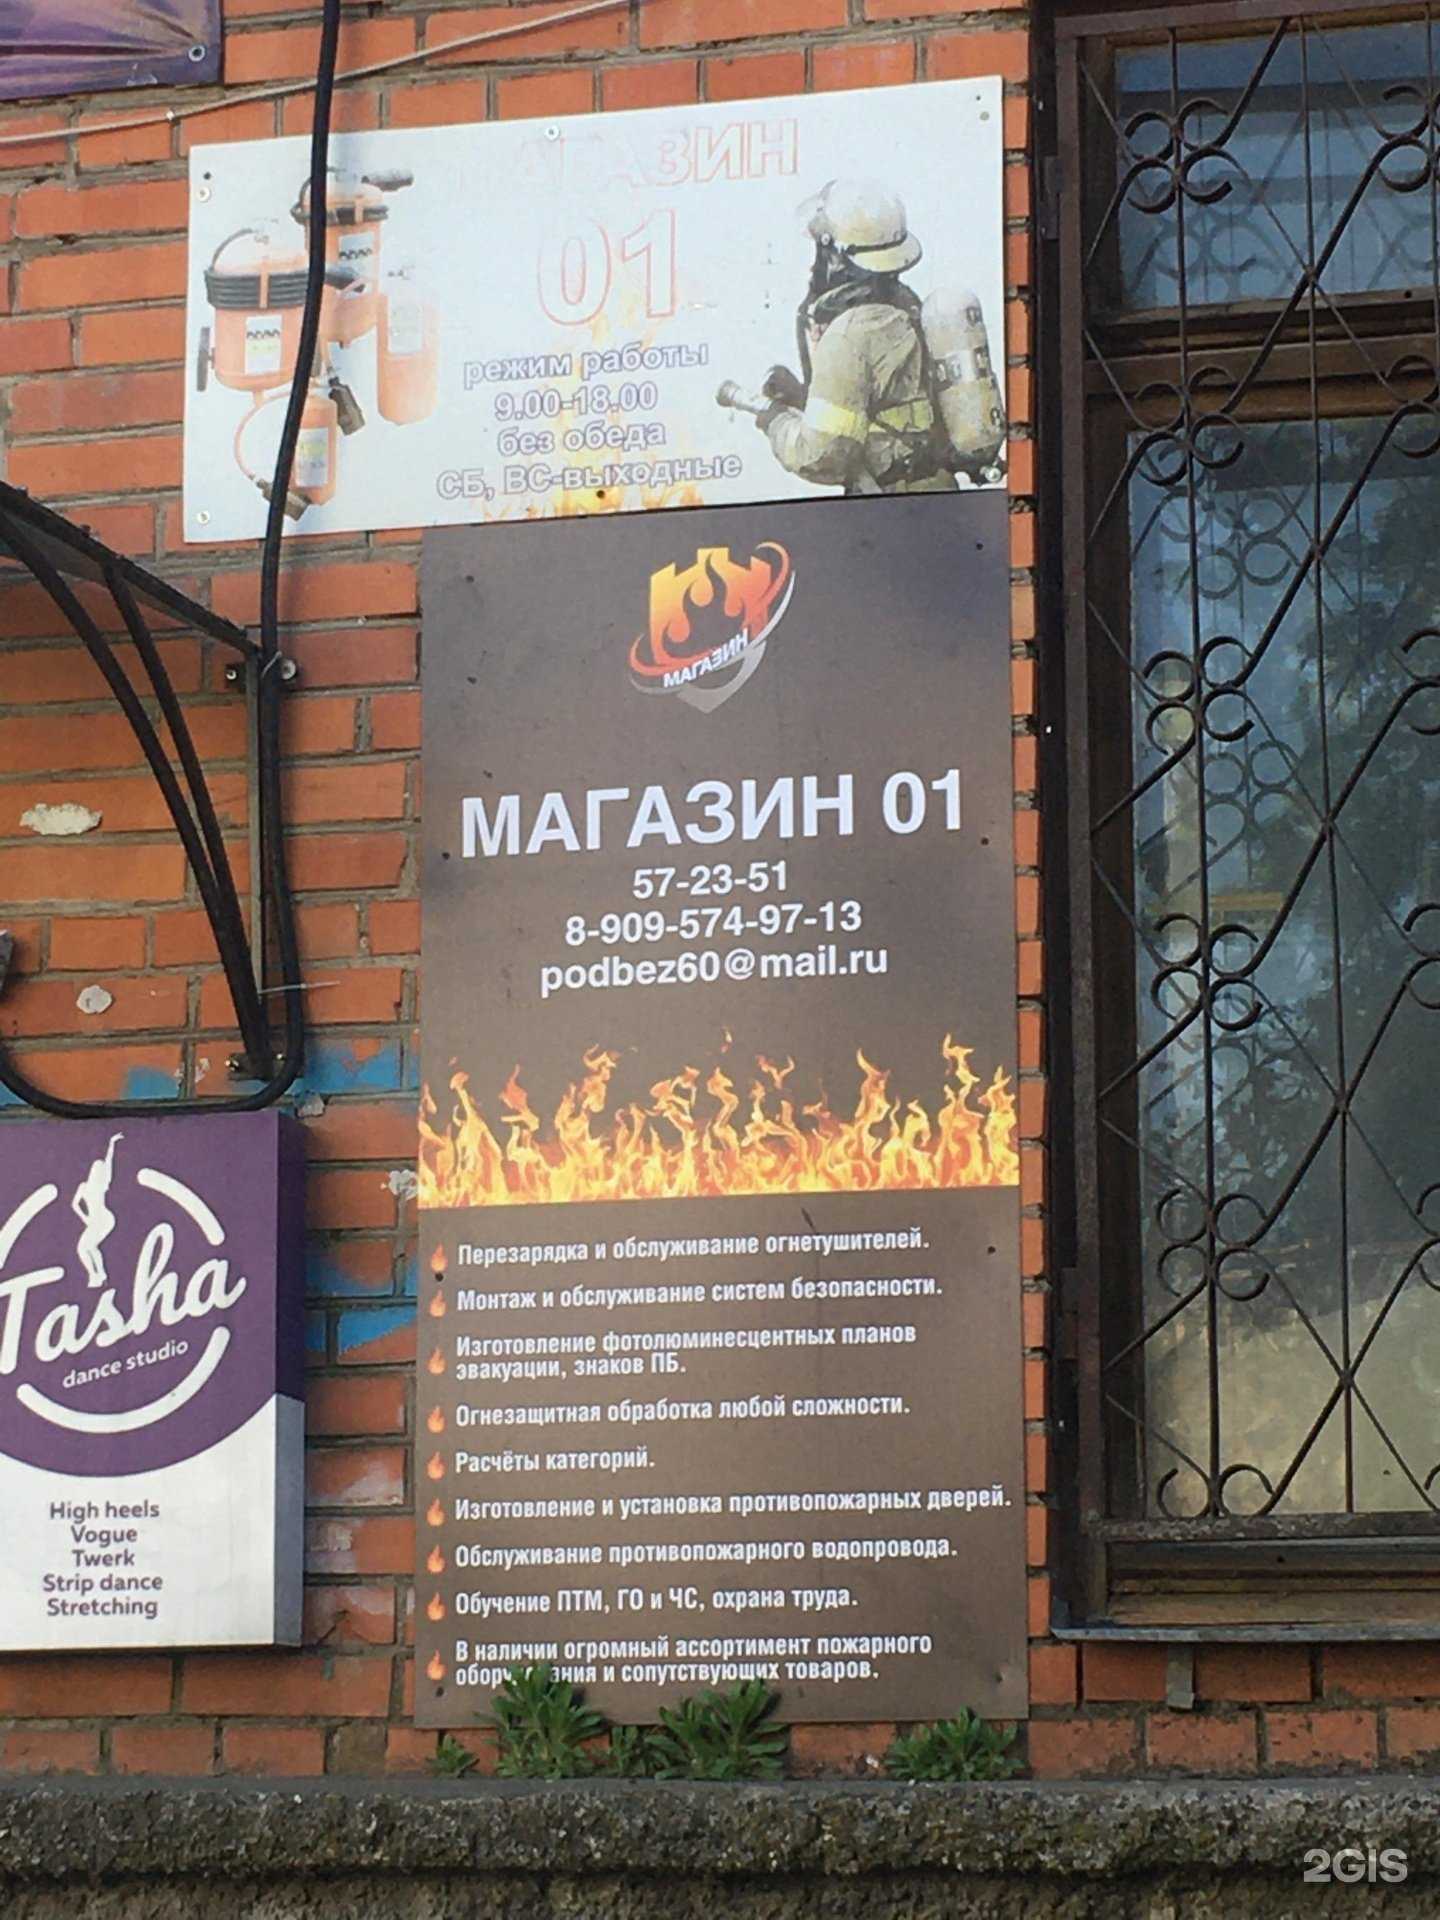 МАГАЗИН
01
режим работы
9.00-18.00
без обеда
СБ, ВС-выходные
МАГАЗИН
МАГАЗИН 01
57-23-51
8-909-574-97-13
podbez60@mail.ru
Перезарядка и обслуживание огнетушителей.
Монтаж и обслуживание систем безопасности.
Изготовление фотолюминесцентных планов
эвакуации, знаков ПБ.
Огнезащитная обработка любой сложности.
Расчёты категорий.
Изготовление и установка противопожарных дверей.
Обслуживание противопожарного водопровода.
Обучение ПТМ, ГО и ЧС, охрана труда.
В наличии огромный ассортимент пожарного
оборудования и сопутствующих товаров.
Tasha
dance studio
High heels
Vogue
Twerk
Strip dance
Stretching
2GIS